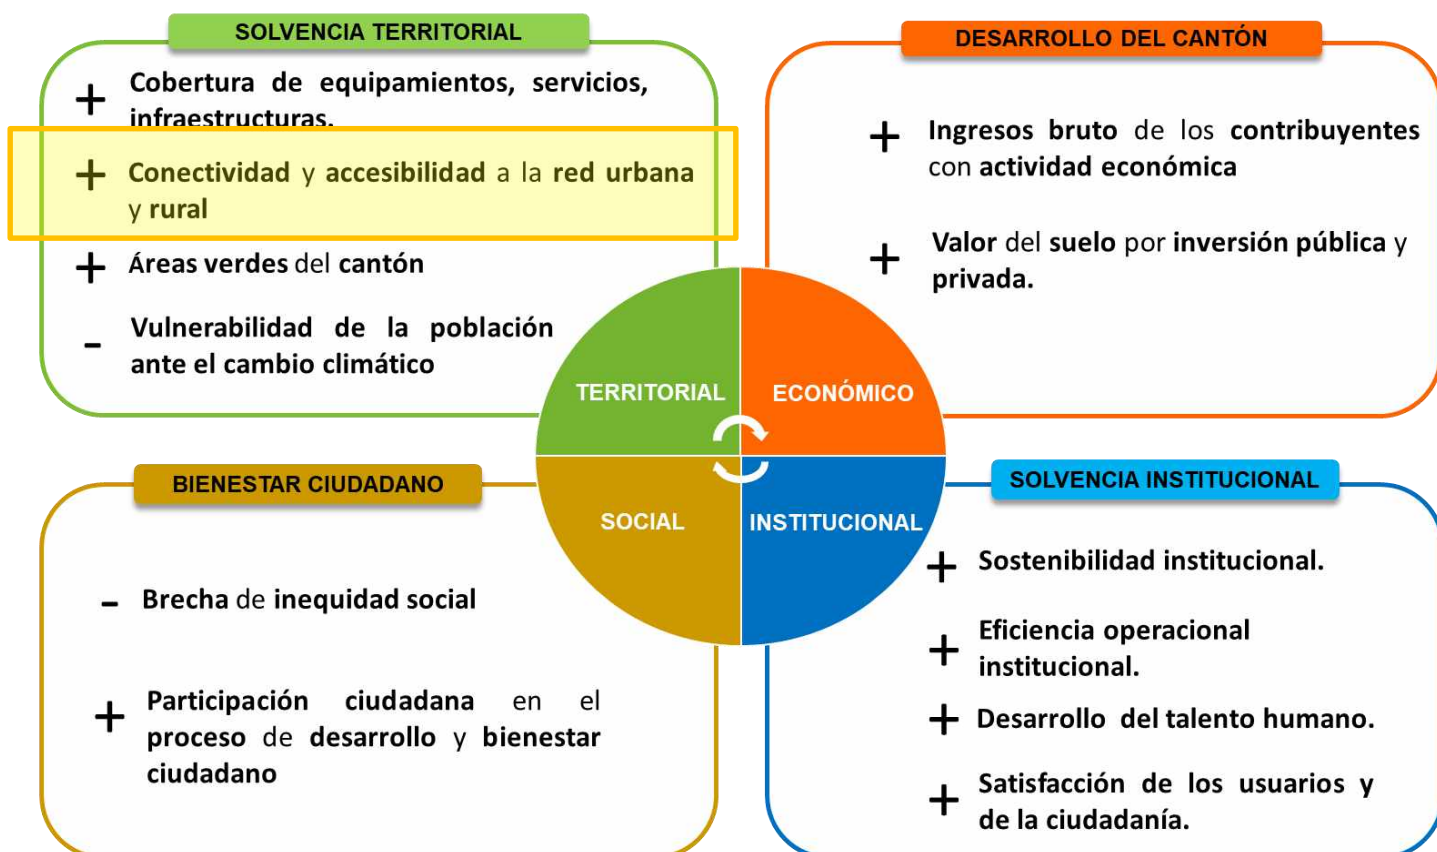 SOLVENCIA TERRITORIAL
+ Cobertura de equipamientos, servicios,
infraestructuras.
+ Conectividad y accesibilidad a la red urbana
y rural
+ Áreas verdes del cantón
- Vulnerabilidad de la población
ante el cambio climático
DESARROLLO DEL CANTÓN
+ Ingresos bruto de los contribuyentes
con actividad económica
+ Valor del suelo por inversión pública y
privada.
TERRITORIAL
ECONÓMICO
SOCIAL
INSTITUCIONAL
BIENESTAR CIUDADANO
- Brecha de inequidad social
+ Participación ciudadana en el
proceso de desarrollo y bienestar
ciudadano
SOLVENCIA INSTITUCIONAL
+ Sostenibilidad institucional.
+ Eficiencia operacional
institucional.
+ Desarrollo del talento humano.
+ Satisfacción de los usuarios y
de la ciudadanía.